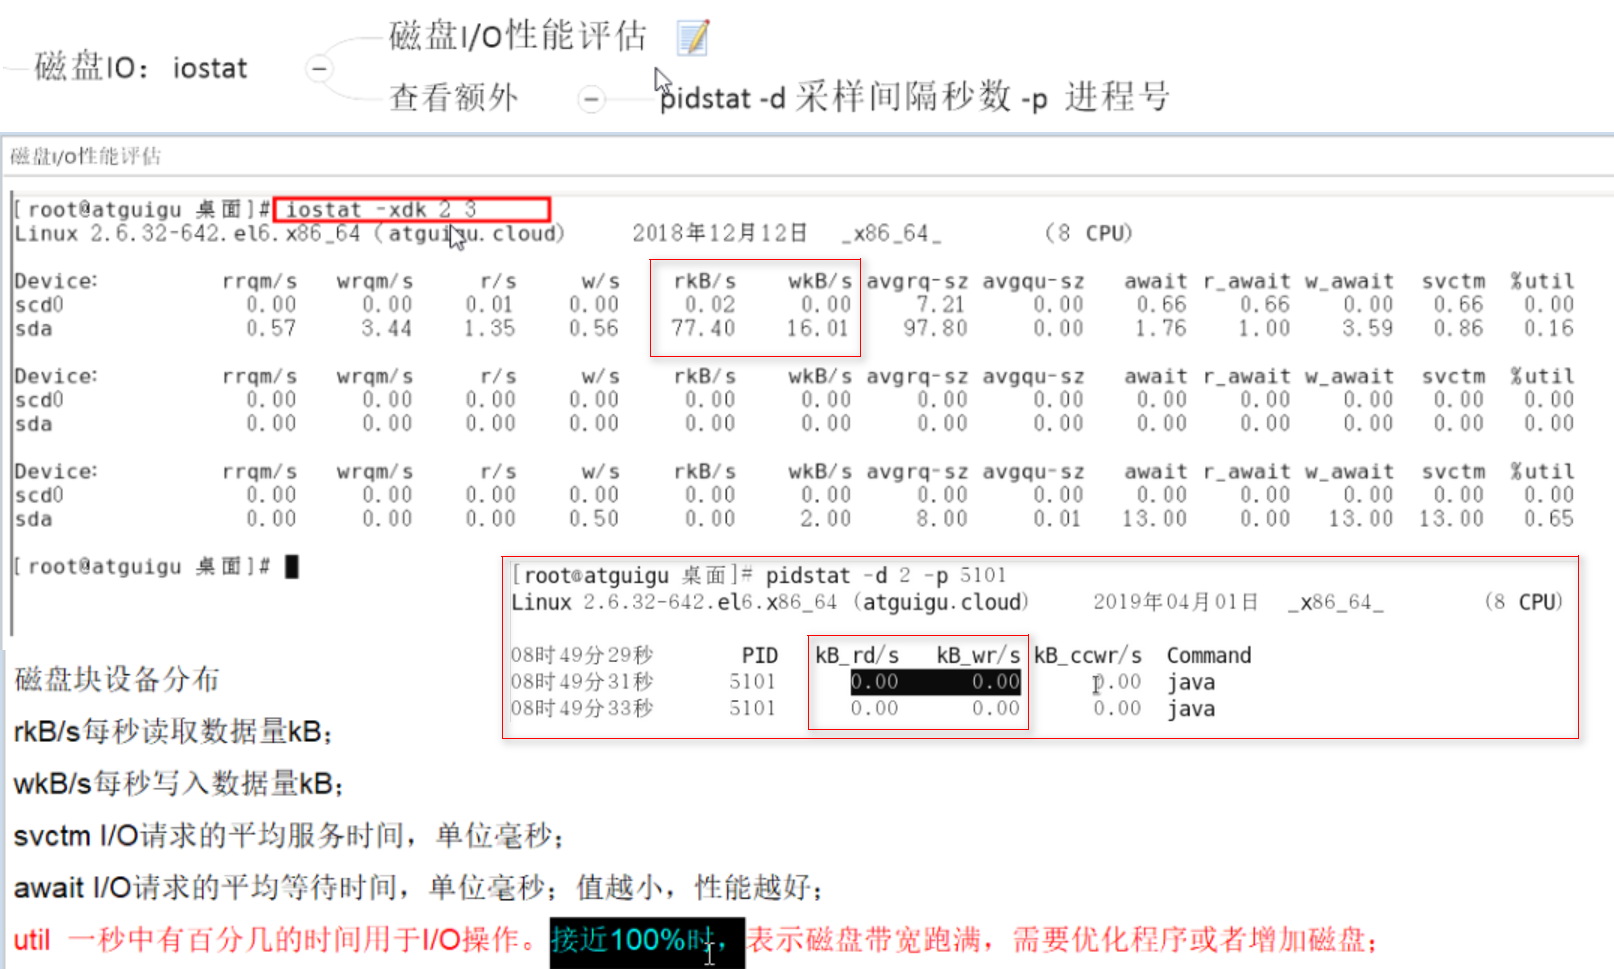 磁盘IO：iostat
磁盘I/O性能评估
查看额外
pidstat -d 采样间隔秒数 -p 进程号
磁盘I/O性能评估
[root@atguigu 桌面]# iostat -xdk 2 3
Linux 2.6.32-642.el6.x86_64 (atguigu.cloud) 2018年12月12日 _x86_64_ (8 CPU)
Device: rrqm/s wrqm/s r/s w/s rkB/s wkB/s avgrq-sz avgqu-sz await r_await w_await svctm %util
scd0 0.00 0.00 0.01 0.00 0.02 0.00 7.21 0.00 0.66 0.66 0.00 0.66 0.00
sda 0.57 3.44 1.35 0.56 77.40 16.01 97.80 0.00 1.76 1.00 3.59 0.86 0.16
Device: rrqm/s wrqm/s r/s w/s rkB/s wkB/s avgrq-sz avgqu-sz await r_await w_await svctm %util
scd0 0.00 0.00 0.00 0.00 0.00 0.00 0.00 0.00 0.00 0.00 0.00 0.00 0.00
sda 0.00 0.00 0.00 0.00 0.00 0.00 0.00 0.00 0.00 0.00 0.00 0.00 0.00
Device: rrqm/s wrqm/s r/s w/s rkB/s wkB/s avgrq-sz avgqu-sz await r_await w_await svctm %util
scd0 0.00 0.00 0.00 0.00 0.00 0.00 0.00 0.00 0.00 0.00 0.00 0.00 0.00
sda 0.00 0.00 0.00 0.50 0.00 2.00 8.00 0.01 13.00 0.00 13.00 13.00 0.65
[root@atguigu 桌面]#
[root@atguigu 桌面]# pidstat -d 2 -p 5101
Linux 2.6.32-642.el6.x86_64 (atguigu.cloud) 2019年04月01日 _x86_64_ (8 CPU)
08时49分29秒 PID kB_rd/s kB_wr/s kB_ccwr/s Command
08时49分31秒 5101 0.00 0.00 0.00 java
08时49分33秒 5101 0.00 0.00 0.00 java
磁盘块设备分布
rkB/s每秒读取数据量kB；
wkB/s每秒写入数据量kB；
svctm I/O请求的平均服务时间，单位毫秒；
await I/O请求的平均等待时间，单位毫秒；值越小，性能越好；
util 一秒中有百分几的时间用于I/O操作。接近100%时，表示磁盘带宽跑满，需要优化程序或者增加磁盘；